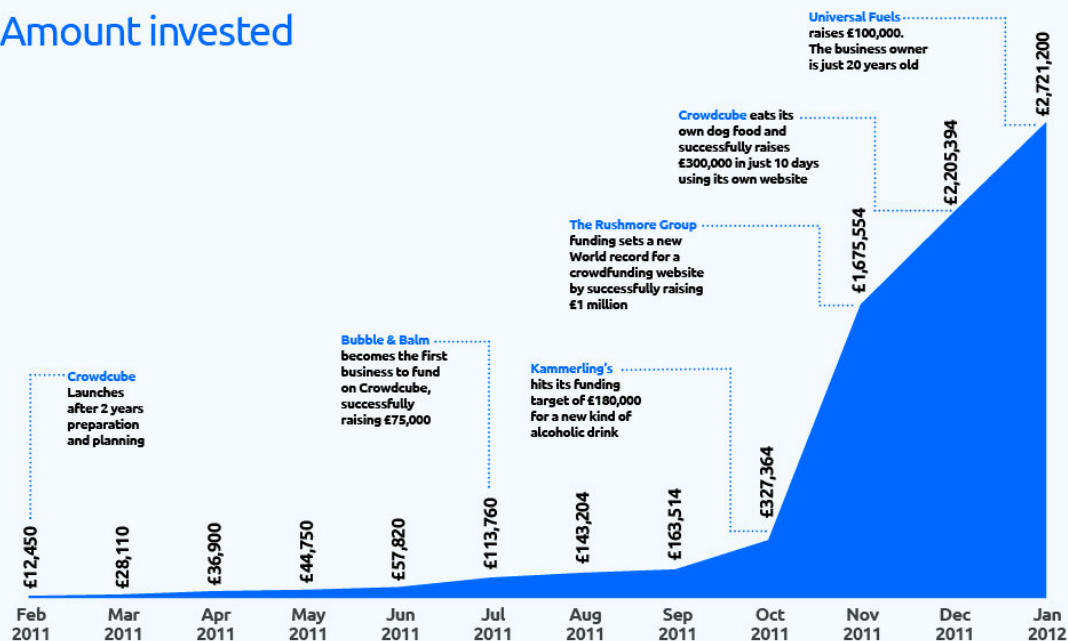 Amount invested
Universal Fuels
raises £100,000.
The business owner
is just 20 years old
£2,721,200
Crowdcube eats its
own dog food and
successfully raises
£300,000 in just 10 days
using its own website
£2,205,394
The Rushmore Group
funding sets a new
World record for a
crowdfunding website
by successfully raising
£1 million
£1,675,554
Bubble & Balm
becomes the first
business to fund
on Crowdcube,
successfully
raising £75,000
Kammerling's
hits its funding
target of £180,000
for a new kind of
alcoholic drink
Crowdcube
Launches
after 2 years
preparation
and planning
£12,450
£28,110
£36,900
£44,750
£57,820
£113,760
£143,204
£163,514
£327,364
Feb Mar Apr May Jun Jul Aug Sep Oct Nov Dec Jan
2011 2011 2011 2011 2011 2011 2011 2011 2011 2011 2011 2012